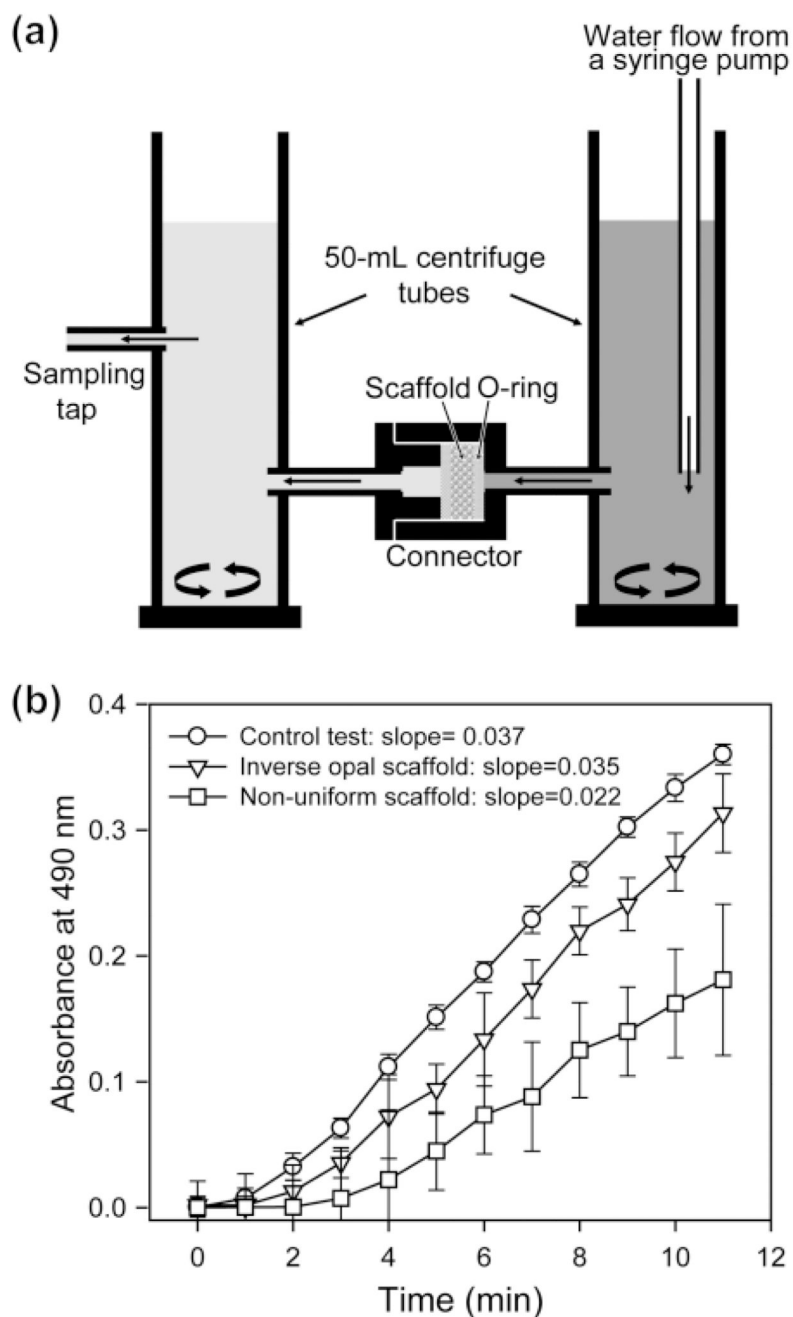 (a)
Water flow from
a syringe pump
50-mL centrifuge
tubes
Sampling
tap
Scaffold O-ring
Connector
(b)
0.4
0.3
0.2
0.1
0.0
Absorbance at 490 nm
Control test: slope= 0.037
Inverse opal scaffold: slope=0.035
Non-uniform scaffold: slope=0.022
0 2 4 6 8 10 12
Time (min)